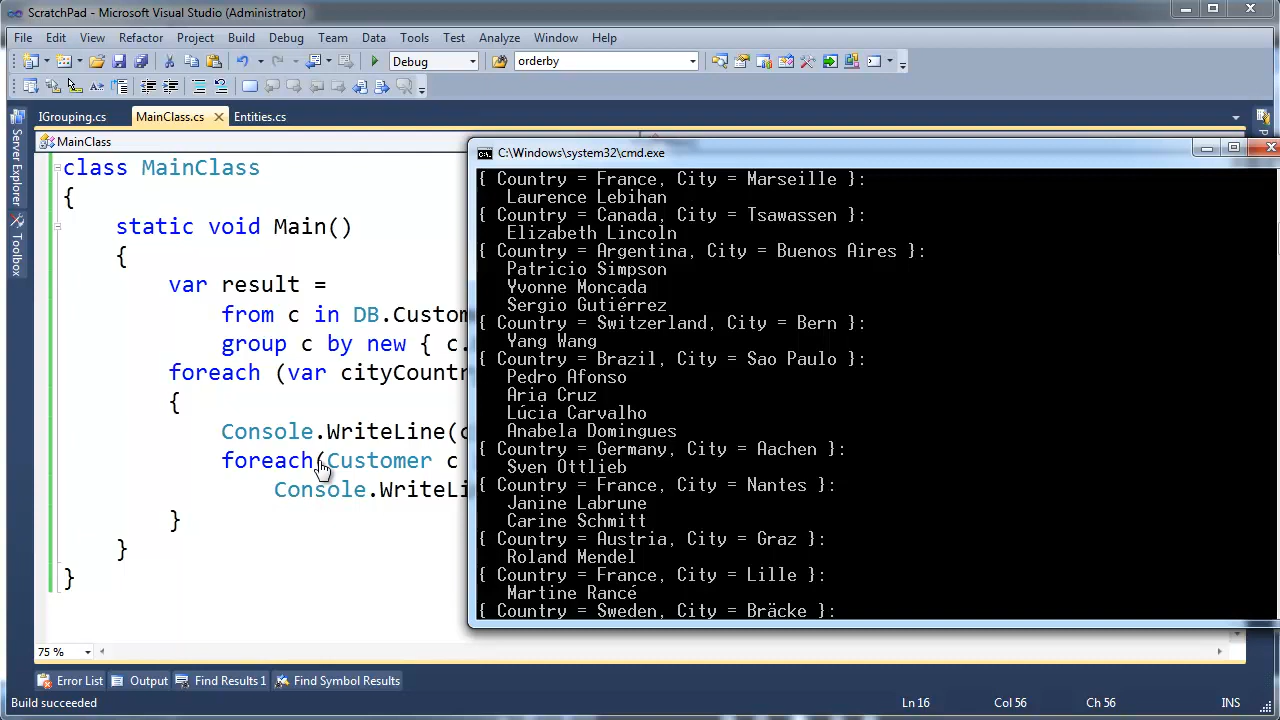 ScratchPad - Microsoft Visual Studio (Administrator)
File Edit View Refactor Project Build Debug Team Data Tools Test Analyze Window Help
Debug orderby
IGrouping.cs MainClass.cs Entities.cs
MainClass
Server Explorer
Toolbox
class MainClass
{
static void Main()
{
var result =
from c in DB.Custom
group c by new { c.
foreach (var cityCountr
{
Console.WriteLine(c
foreach(Customer c
Console.WriteLi
}
}
}
C:\Windows\system32\cmd.exe
{ Country = France, City = Marseille }:
Laurence Lebihan
{ Country = Canada, City = Tsawassen }:
Elizabeth Lincoln
{ Country = Argentina, City = Buenos Aires }:
Patricio Simpson
Yvonne Moncada
Sergio Gutiérrez
{ Country = Switzerland, City = Bern }:
Yang Wang
{ Country = Brazil, City = Sao Paulo }:
Pedro Afonso
Aria Cruz
Lúcia Carvalho
Anabela Domingues
{ Country = Germany, City = Aachen }:
Sven Ottlieb
{ Country = France, City = Nantes }:
Janine Labrune
Carine Schmitt
{ Country = Austria, City = Graz }:
Roland Mendel
{ Country = France, City = Lille }:
Martine Rancé
{ Country = Sweden, City = Bräcke }:
75 %
Error List Output Find Results 1 Find Symbol Results
Build succeeded Ln 16 Col 56 Ch 56 INS